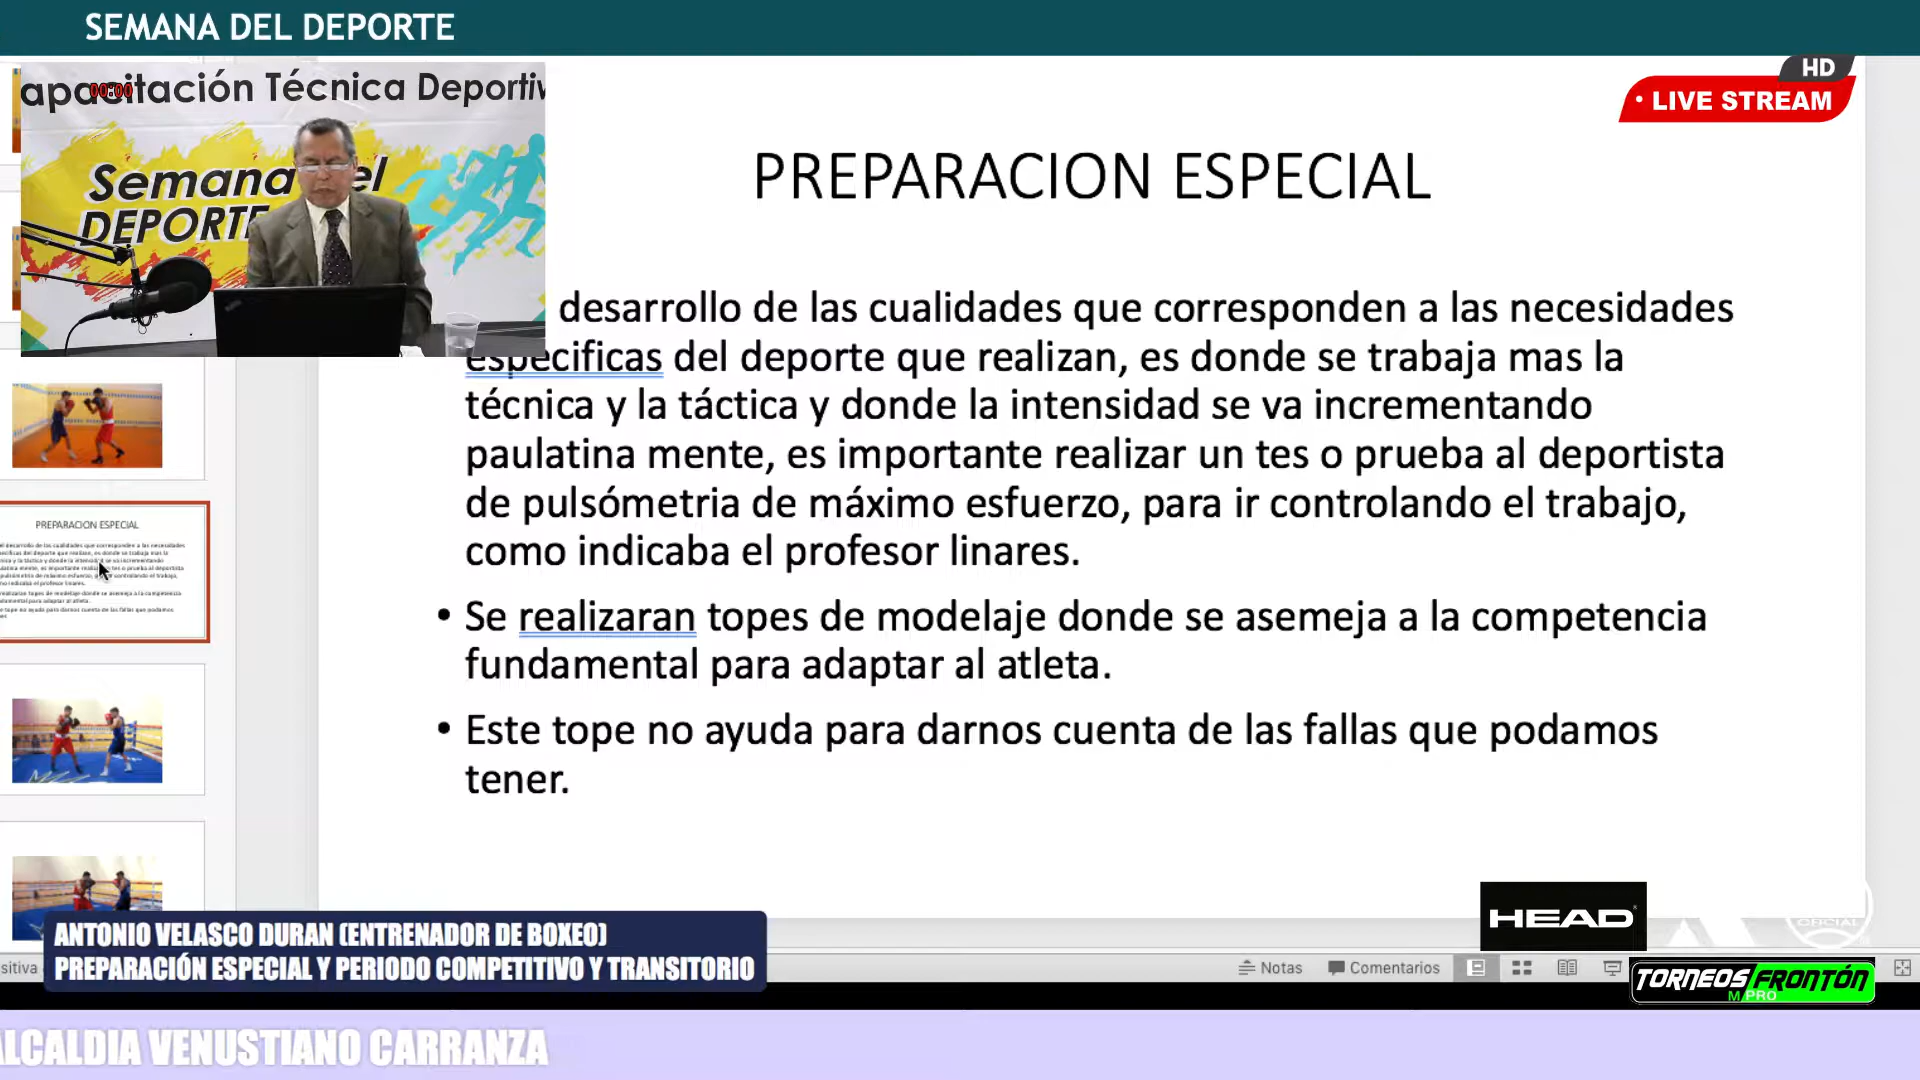 SEMANA DEL DEPORTE
apacitación Técnica Deportiv
00:00
Semana del
DEPORTE
HD
• LIVE STREAM
PREPARACION ESPECIAL
desarrollo de las cualidades que corresponden a las necesidades
especificas del deporte que realizan, es donde se trabaja mas la
técnica y la táctica y donde la intensidad se va incrementando
paulatina mente, es importante realizar un tes o prueba al deportista
de pulsómetria de máximo esfuerzo, para ir controlando el trabajo,
como indicaba el profesor linares.
• Se realizaran topes de modelaje donde se asemeja a la competencia
fundamental para adaptar al atleta.
• Este tope no ayuda para darnos cuenta de las fallas que podamos
tener.
PREPARACION ESPECIAL
HEAD
OFICIAL
ANTONIO VELASCO DURAN (ENTRENADOR DE BOXEO)
PREPARACIÓN ESPECIAL Y PERIODO COMPETITIVO Y TRANSITORIO
sitiva
Notas
Comentarios
TORNEOS FRONTÓN
M PRO
ALCALDIA VENUSTIANO CARRANZA